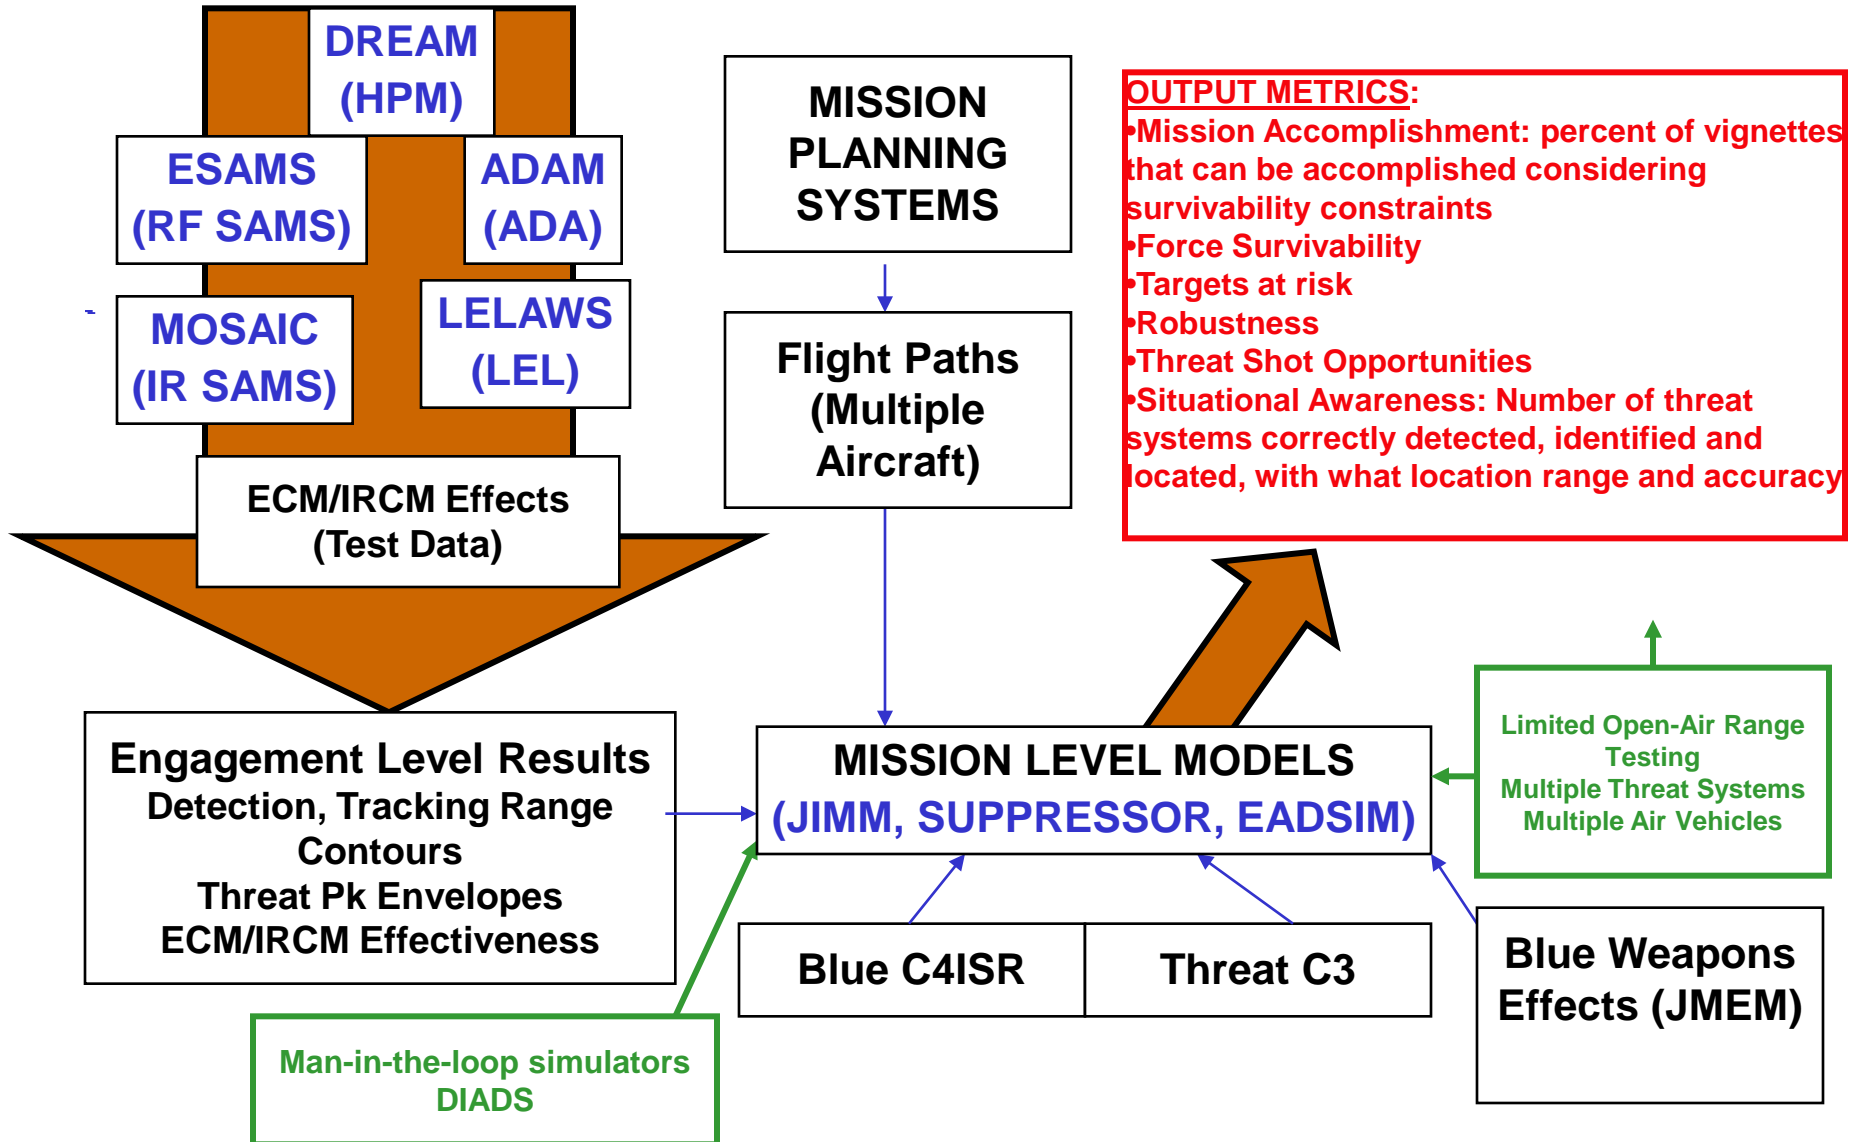 DREAM
(HPM)
ESAMS
(RF SAMS)
ADAM
(ADA)
MOSAIC
(IR SAMS)
LELAWS
(LEL)
ECM/IRCM Effects
(Test Data)
MISSION
PLANNING
SYSTEMS
Flight Paths
(Multiple
Aircraft)
OUTPUT METRICS:
•Mission Accomplishment: percent of vignettes
that can be accomplished considering
survivability constraints
•Force Survivability
•Targets at risk
•Robustness
•Threat Shot Opportunities
•Situational Awareness: Number of threat
systems correctly detected, identified and
located, with what location range and accuracy
Engagement Level Results
Detection, Tracking Range
Contours
Threat Pk Envelopes
ECM/IRCM Effectiveness
MISSION LEVEL MODELS
(JIMM, SUPPRESSOR, EADSIM)
Limited Open-Air Range
Testing
Multiple Threat Systems
Multiple Air Vehicles
Blue C4ISR
Threat C3
Blue Weapons
Effects (JMEM)
Man-in-the-loop simulators
DIADS